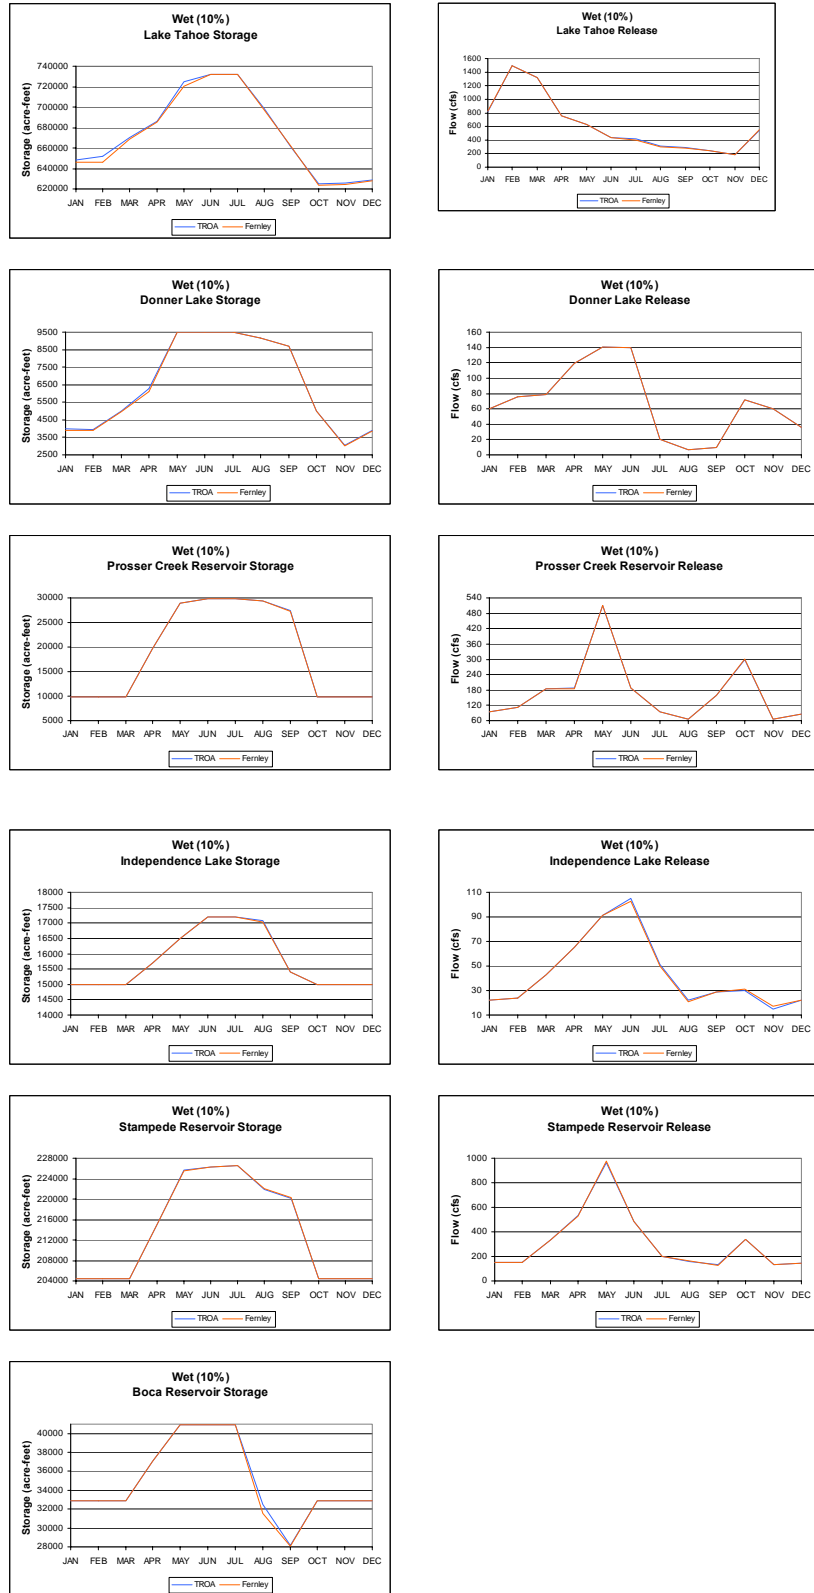 Wet (10%)
Lake Tahoe Storage
Storage (acre-feet)
740000
700000
680000
660000
640000
620000
JAN FEB MAR APR MAY JUN JUL AUG SEP OCT NOV DEC
TROA Fernley
Wet (10%)
Lake Tahoe Release
Flow (cfs)
1600
1400
1200
1000
800
600
400
200
0
JAN FEB MAR APR MAY JUN JUL AUG SEP OCT NOV DEC
TROA Fernley
Wet (10%)
Donner Lake Storage
Storage (acre-feet)
9500
8500
7500
6500
5500
4500
3500
2500
JAN FEB MAR APR MAY JUN JUL AUG SEP OCT NOV DEC
TROA Fernley
Wet (10%)
Donner Lake Release
Flow (cfs)
160
140
120
100
80
60
40
20
0
JAN FEB MAR APR MAY JUN JUL AUG SEP OCT NOV DEC
TROA Fernley
Wet (10%)
Prosser Creek Reservoir Storage
Storage (acre-feet)
30000
25000
20000
15000
10000
5000
JAN FEB MAR APR MAY JUN JUL AUG SEP OCT NOV DEC
TROA Fernley
Wet (10%)
Prosser Creek Reservoir Release
Flow (cfs)
540
480
420
360
300
240
180
120
60
JAN FEB MAR APR MAY JUN JUL AUG SEP OCT NOV DEC
TROA Fernley
Wet (10%)
Independence Lake Storage
Storage (acre-feet)
18000
17000
16500
16000
15500
15000
14500
14000
JAN FEB MAR APR MAY JUN JUL AUG SEP OCT NOV DEC
TROA Fernley
Wet (10%)
Independence Lake Release
Flow (cfs)
110
90
70
50
30
10
JAN FEB MAR APR MAY JUN JUL AUG SEP OCT NOV DEC
TROA Fernley
Wet (10%)
Stampede Reservoir Storage
Storage (acre-feet)
228000
224000
220000
216000
212000
208000
204000
JAN FEB MAR APR MAY JUN JUL AUG SEP OCT NOV DEC
TROA Fernley
Wet (10%)
Stampede Reservoir Release
Flow (cfs)
1000
800
600
400
200
0
JAN FEB MAR APR MAY JUN JUL AUG SEP OCT NOV DEC
TROA Fernley
Wet (10%)
Boca Reservoir Storage
Storage (acre-feet)
40000
38000
36000
34000
32000
30000
28000
JAN FEB MAR APR MAY JUN JUL AUG SEP OCT NOV DEC
TROA Fernley